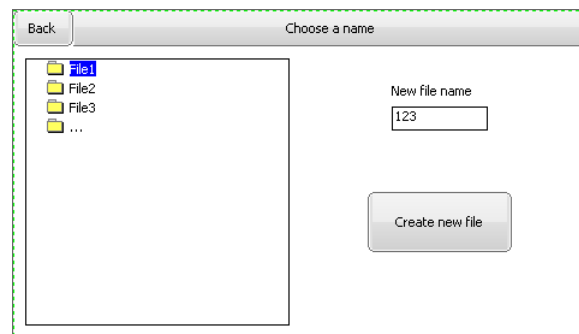 Back
Choose a name
File1
File2
File3
...
New file name
123
Create new file